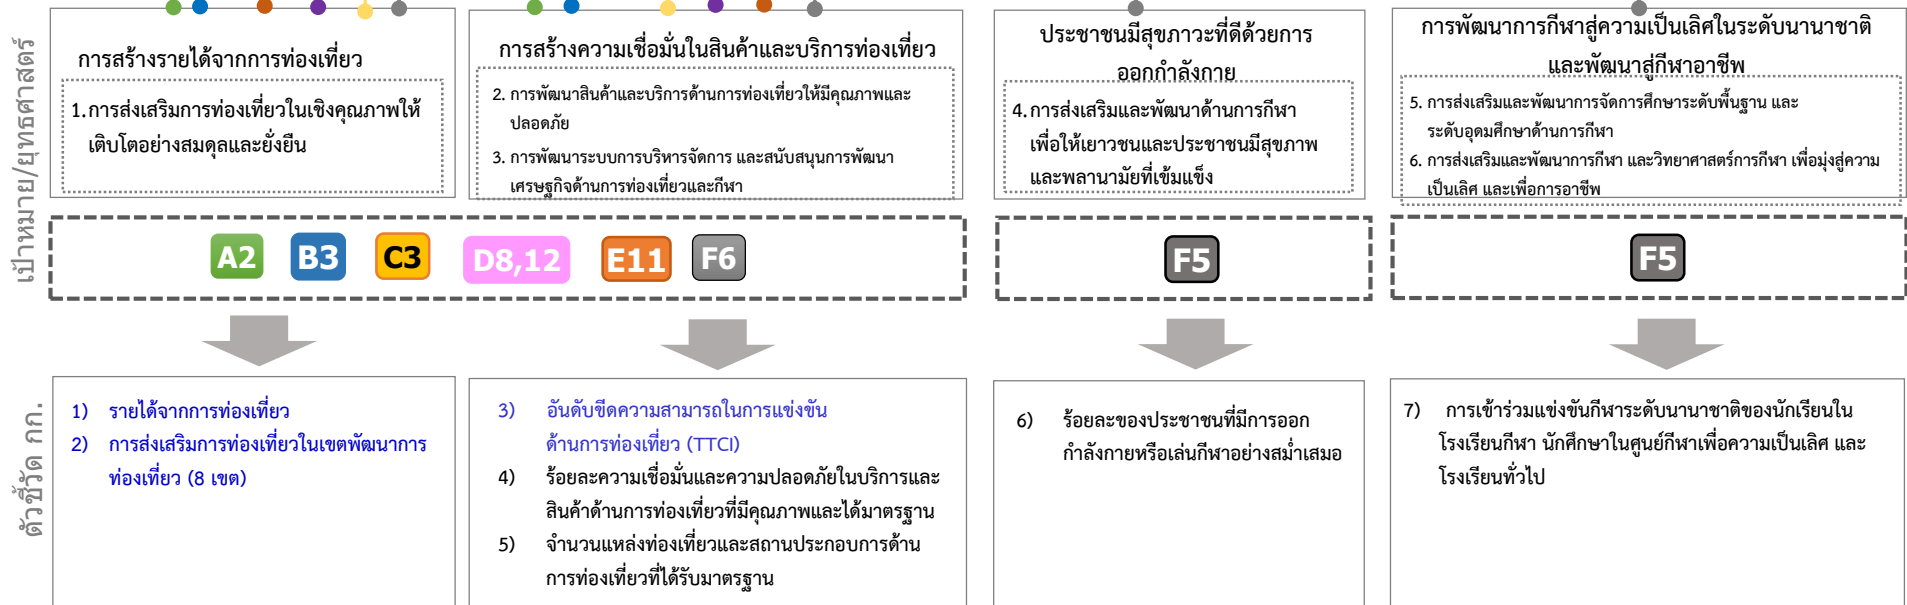 เป้าหมาย/ยุทธศาสตร์
การสร้างรายได้จากการท่องเที่ยว
1.การส่งเสริมการท่องเที่ยวในเชิงคุณภาพให้
เติบโตอย่างสมดุลและยั่งยืน
การสร้างความเชื่อมั่นในสินค้าและบริการท่องเที่ยว
2. การพัฒนาสินค้าและบริการด้านการท่องเที่ยวให้มีคุณภาพและ
ปลอดภัย
3. การพัฒนาระบบการบริหารจัดการ และสนับสนุนการพัฒนา
เศรษฐกิจด้านการท่องเที่ยวและกีฬา
ประชาชนมีสุขภาวะที่ดีด้วยการ
ออกกำลังกาย
4.การส่งเสริมและพัฒนาด้านการกีฬา
เพื่อให้เยาวชนและประชาชนมีสุขภาพ
และพลานามัยที่เข้มแข็ง
การพัฒนาการกีฬาสู่ความเป็นเลิศในระดับนานาชาติ
และพัฒนาสู่กีฬาอาชีพ
5. การส่งเสริมและพัฒนาการจัดการศึกษาระดับพื้นฐาน และ
ระดับอุดมศึกษาด้านการกีฬา
6. การส่งเสริมและพัฒนาการกีฬา และวิทยาศาสตร์การกีฬา เพื่อมุ่งสู่ความ
เป็นเลิศ และเพื่อการอาชีพ
A2 B3 C3 D8,12 E11 F6
F5
F5
ตัวชี้วัด กก.
1) รายได้จากการท่องเที่ยว
2) การส่งเสริมการท่องเที่ยวในเขตพัฒนาการ
ท่องเที่ยว (8 เขต)
3) อันดับขีดความสามารถในการแข่งขัน
ด้านการท่องเที่ยว (TTCI)
4) ร้อยละความเชื่อมั่นและความปลอดภัยในบริการและ
สินค้าด้านการท่องเที่ยวที่มีคุณภาพและได้มาตรฐาน
5) จำนวนแหล่งท่องเที่ยวและสถานประกอบการด้าน
การท่องเที่ยวที่ได้รับมาตรฐาน
6) ร้อยละของประชาชนที่มีการออก
กำลังกายหรือเล่นกีฬาอย่างสม่ำเสมอ
7) การเข้าร่วมแข่งขันกีฬาระดับนานาชาติของนักเรียนใน
โรงเรียนกีฬา นักศึกษาในศูนย์กีฬาเพื่อความเป็นเลิศ และ
โรงเรียนทั่วไป